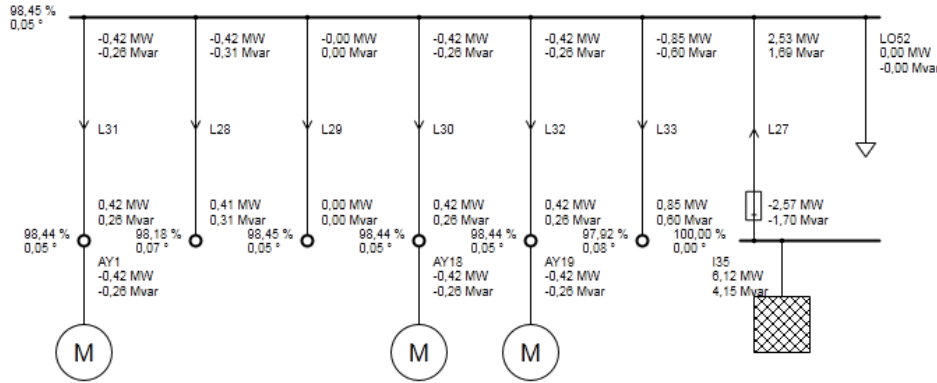 98,45 %
0,05 °
-0,42 MW
-0,26 Mvar
-0,42 MW
-0,31 Mvar
-0,00 MW
0,00 Mvar
-0,42 MW
-0,26 Mvar
-0,42 MW
-0,26 Mvar
-0,85 MW
-0,60 Mvar
2,53 MW
1,69 Mvar
LO52
0,00 MW
-0,00 Mvar
L31
L28
L29
L30
L32
L33
L27
0,42 MW
0,26 Mvar
0,41 MW
0,31 Mvar
0,00 MW
0,00 Mvar
0,42 MW
0,26 Mvar
0,42 MW
0,26 Mvar
0,85 MW
0,60 Mvar
-2,57 MW
-1,70 Mvar
98,44 %
0,05 °
98,18 %
0,07 °
98,45 %
0,05 °
98,44 %
0,05 °
98,44 %
0,05 °
97,92 %
0,08 °
100,00 %
0,00 °
AY1
-0,42 MW
-0,26 Mvar
AY18
-0,42 MW
-0,26 Mvar
AY19
-0,42 MW
-0,26 Mvar
I35
6,12 MW
4,15 Mvar
M
M
M